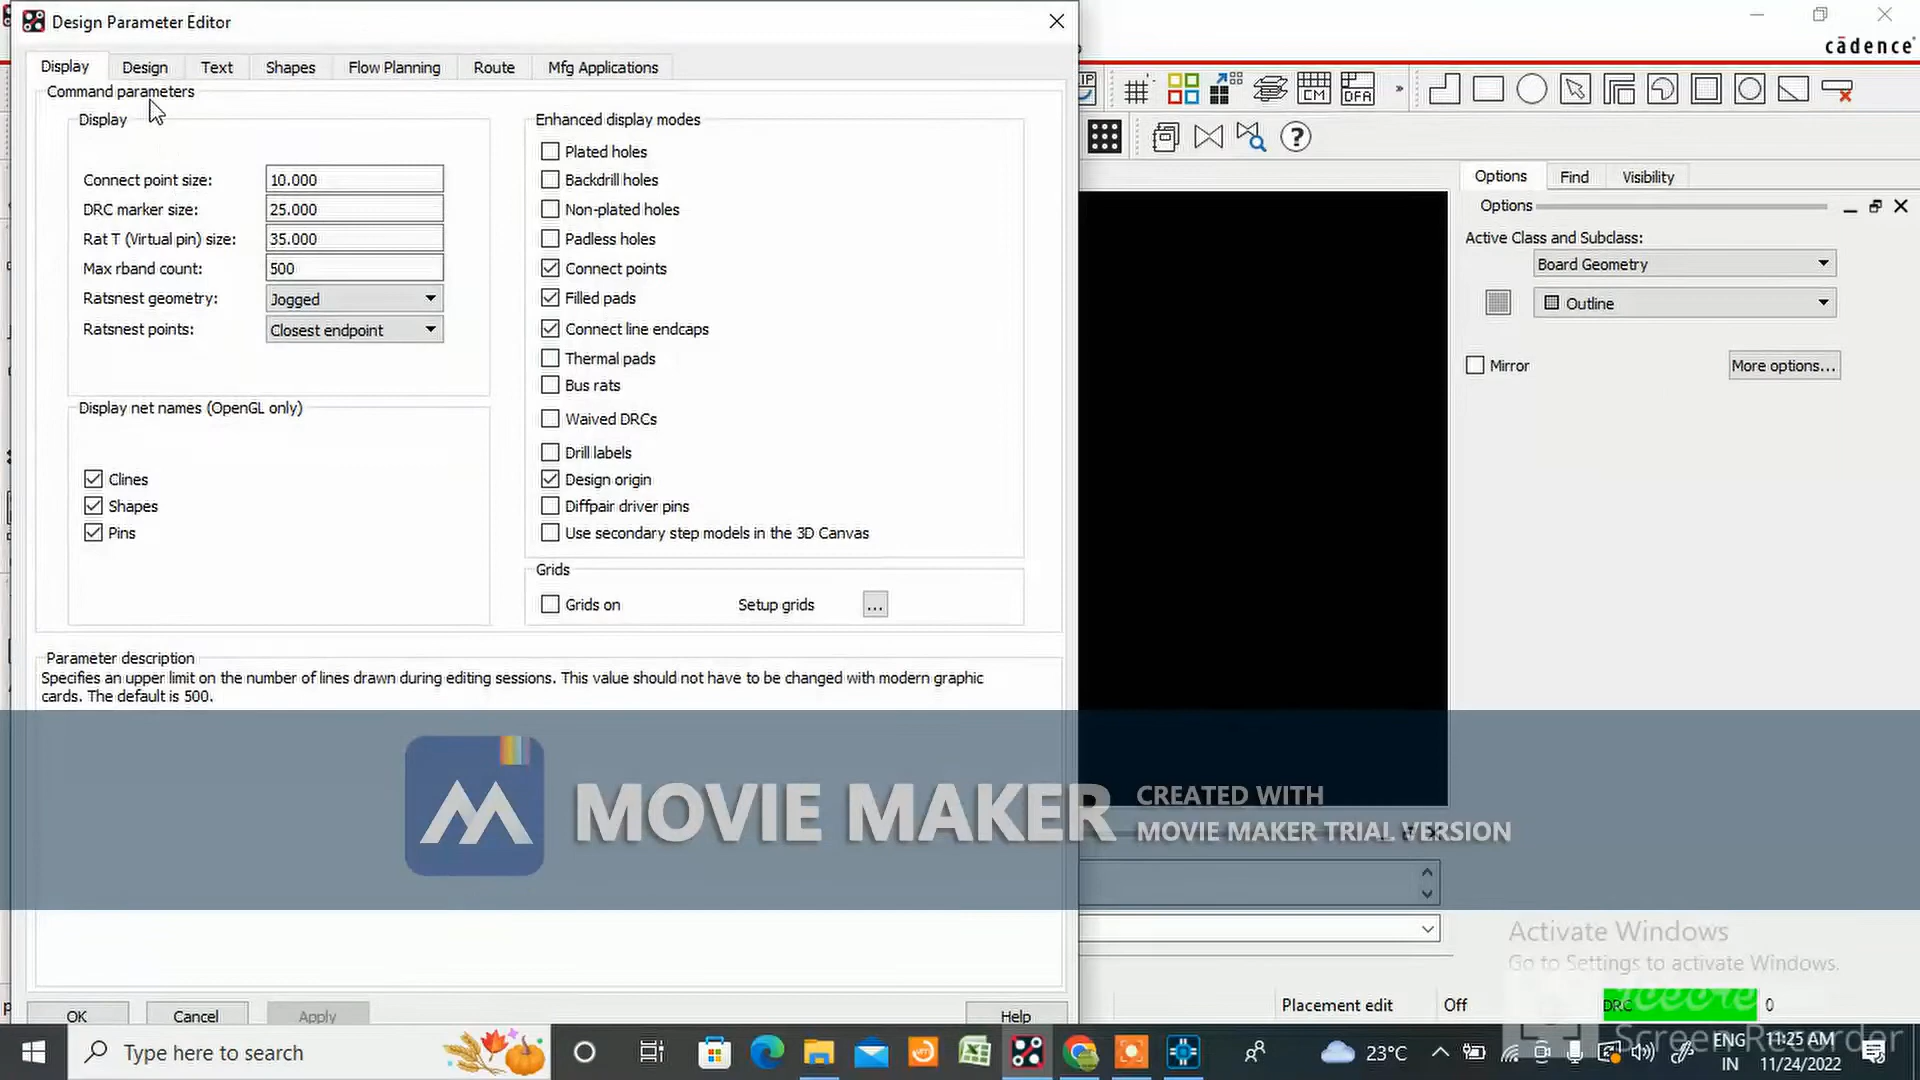 Design Parameter Editor
cādence
Display
Design
Text
Shapes
Flow Planning
Route
Mfg Applications
Command parameters
Display
Connect point size:
10.000
DRC marker size:
25.000
Rat T (Virtual pin) size:
35.000
Max rband count:
500
Ratsnest geometry:
Jogged
Ratsnest points:
Closest endpoint
Display net names (OpenGL only)
Clines
Shapes
Pins
Enhanced display modes
Plated holes
Backdrill holes
Non-plated holes
Padless holes
Connect points
Filled pads
Connect line endcaps
Thermal pads
Bus rats
Waived DRCs
Drill labels
Design origin
Diffpair driver pins
Use secondary step models in the 3D Canvas
Grids
Grids on
Setup grids
...
Parameter description
Specifies an upper limit on the number of lines drawn during editing sessions. This value should not have to be changed with modern graphic
cards. The default is 500.
OK
Cancel
Apply
Help
CM
DFA
»
?
Options
Find
Visibility
Options
Active Class and Subclass:
Board Geometry
Outline
Mirror
More options...
MOVIE MAKER
CREATED WITH
MOVIE MAKER TRIAL VERSION
Activate Windows
Go to Settings to activate Windows.
Placement edit
Off
DRC
0
Screen Recorder
Type here to search
23°C
ENG
IN
11:25 AM
11/24/2022